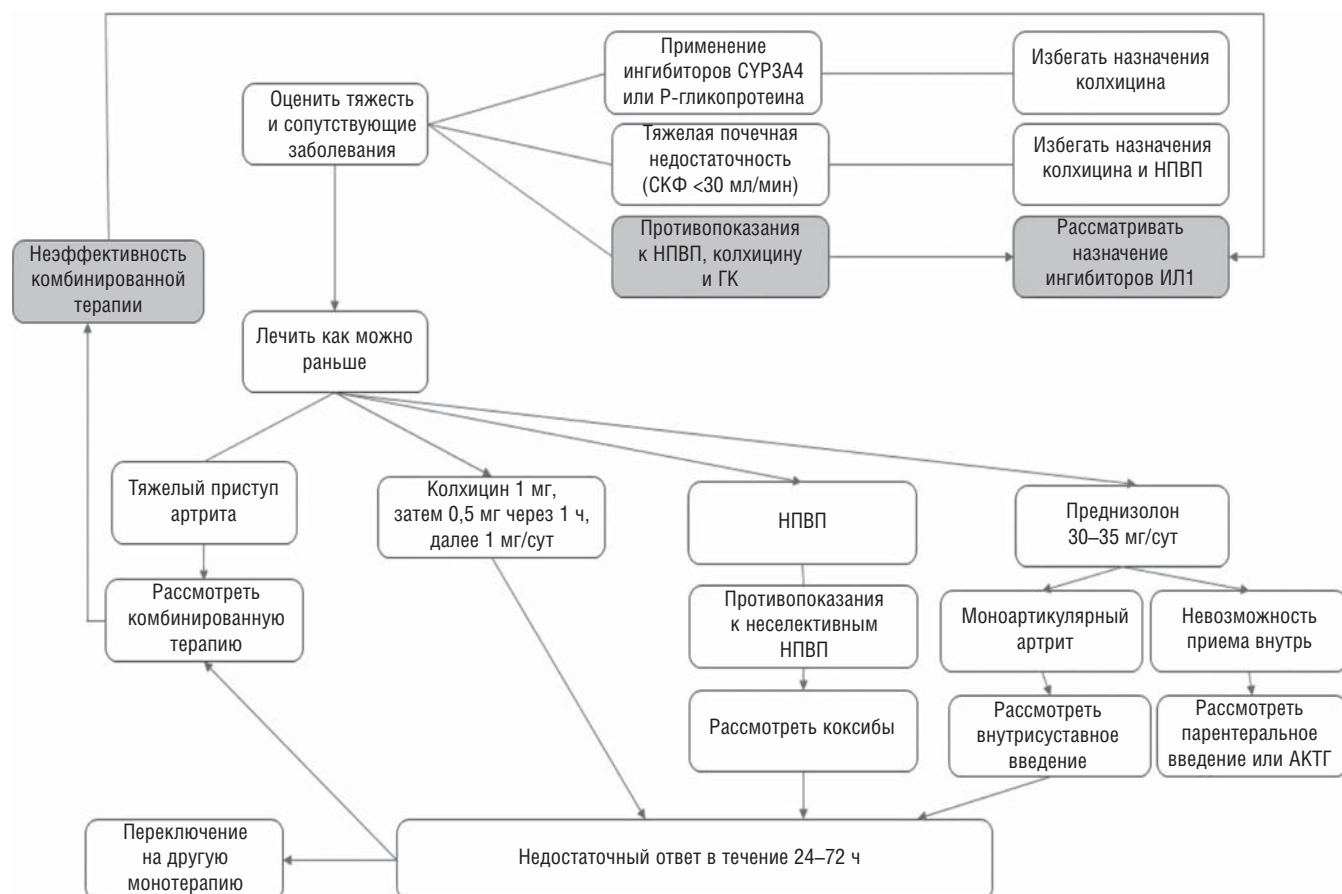 Применение
ингибиторов CYP3A4
или Р-гликопротеина
Избегать назначения
колхицина
Оценить тяжесть
и сопутствующие
заболевания
Тяжелая почечная
недостаточность
(СКФ <30 мл/мин)
Избегать назначения
колхицина и НПВП
Противопоказания
к НПВП, колхицину
и ГК
Рассматривать
назначение
ингибиторов ИЛ1
Неэффективность
комбинированной
терапии
Лечить как можно
раньше
Тяжелый приступ
артрита
Колхицин 1 мг,
затем 0,5 мг через 1 ч,
далее 1 мг/сут
НПВП
Преднизолон
30–35 мг/сут
Рассмотреть
комбинированную
терапию
Противопоказания
к неселективным
НПВП
Моноартикулярный
артрит
Невозможность
приема внутрь
Рассмотреть коксибы
Рассмотреть
внутрисуставное
введение
Рассмотреть
парентеральное
введение или АКТГ
Переключение
на другую
монотерапию
Недостаточный ответ в течение 24–72 ч